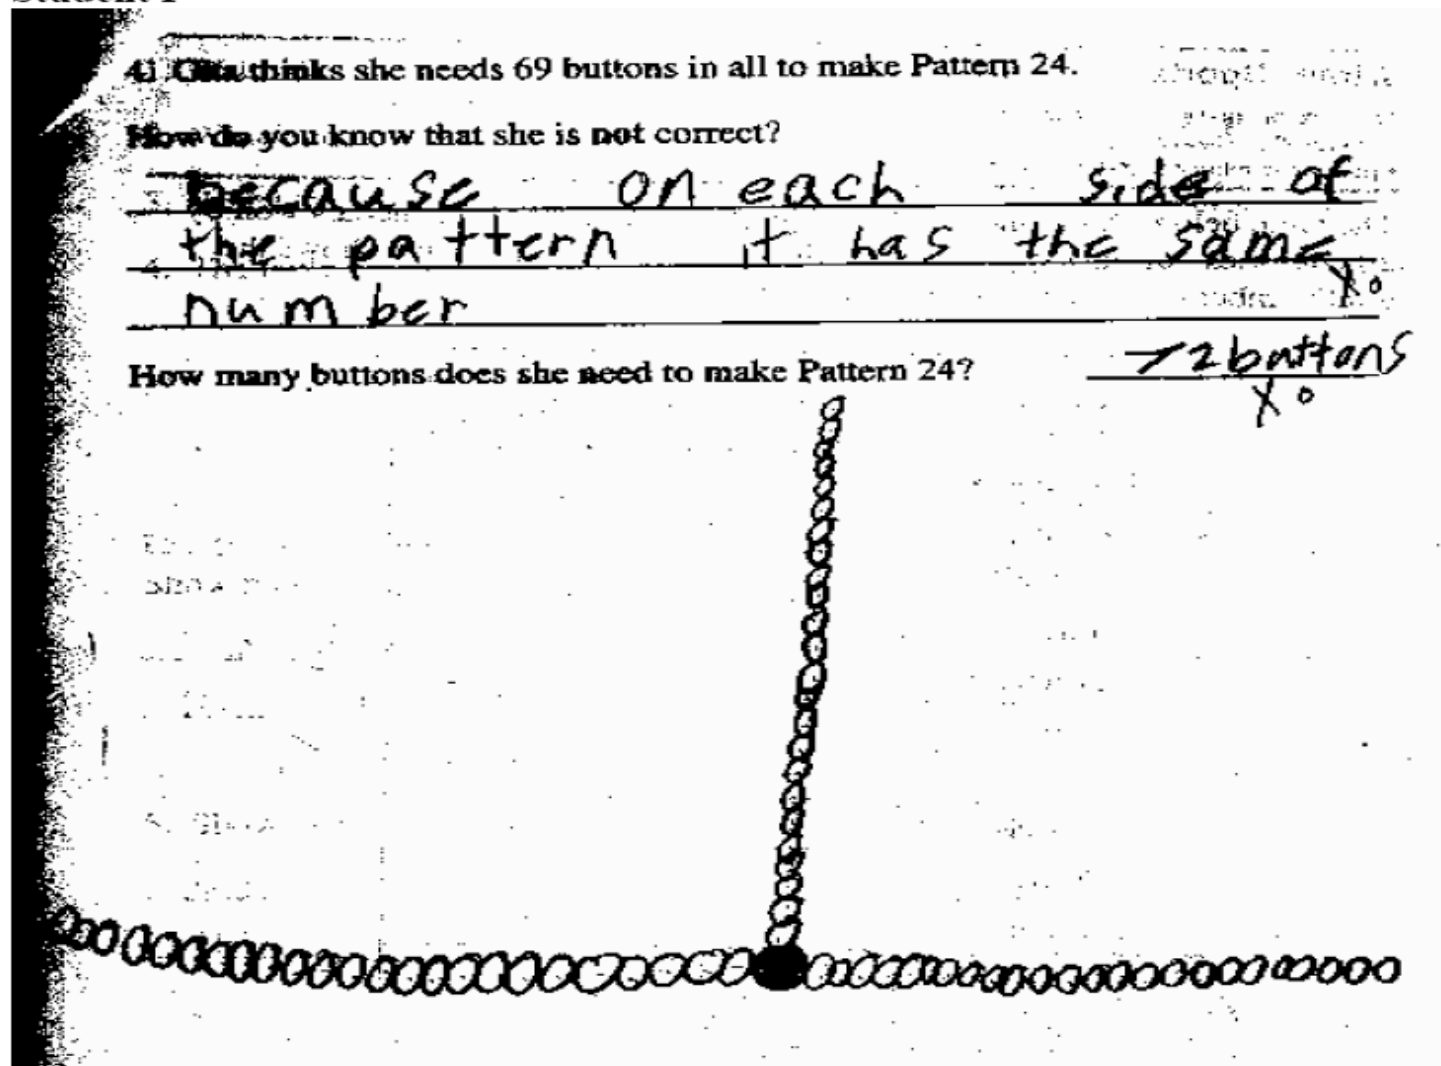 4. Gita thinks she needs 69 buttons in all to make Pattern 24.
How do you know that she is not correct?
because on each side of
the pattern it has the same
number
x0
How many buttons does she need to make Pattern 24?
72 buttons
x0